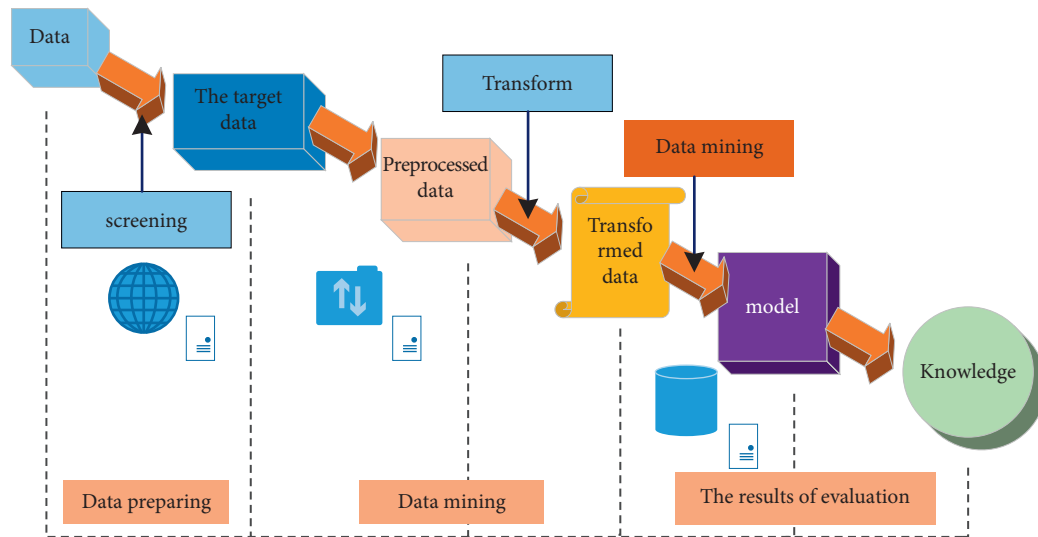 Data
The target
data
Transform
Preprocessed
data
Data mining
screening
Transfo
rmed
data
model
Knowledge
Data preparing
Data mining
The results of evaluation